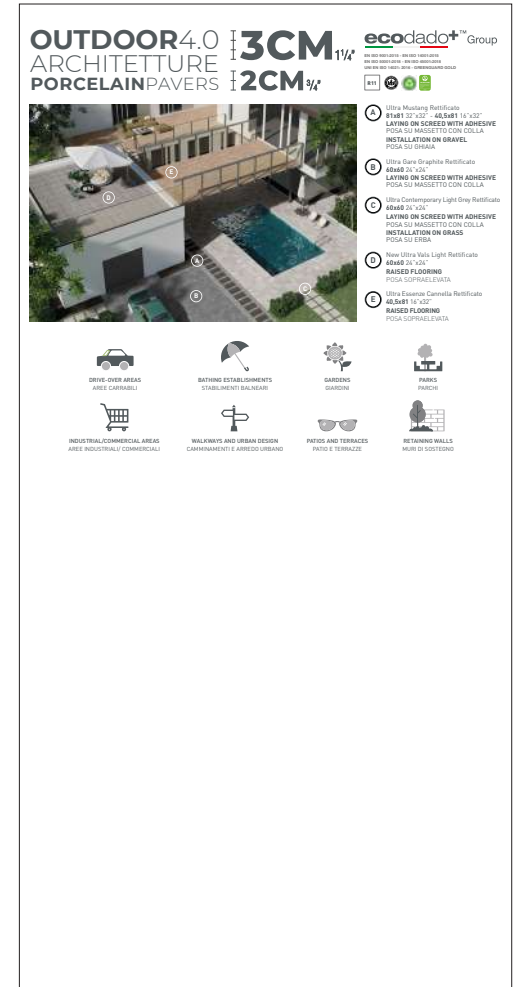 OUTDOOR4.0
ARCHITETTURE
PORCELAINPAVERS
3CM 1¼"
2CM ¾"
ecodado+™ Group
R11
A
Ultra Mustang Rettificato
81x81 32"x32" - 40,5x81 16"x32"
LAYING ON SCREED WITH ADHESIVE
POSA SU MASSETTO CON COLLA
INSTALLATION ON GRAVEL
POSA SU GHIAIA
B
Ultra Gare Graphite Rettificato
60x60 24"x24"
LAYING ON SCREED WITH ADHESIVE
POSA SU MASSETTO CON COLLA
C
Ultra Contemporary Light Grey Rettificato
60x60 24"x24"
LAYING ON SCREED WITH ADHESIVE
POSA SU MASSETTO CON COLLA
INSTALLATION ON GRASS
POSA SU ERBA
D
New Ultra Vals Light Rettificato
60x60 24"x24"
RAISED FLOORING
POSA SOPRAELEVATA
E
Ultra Essenze Cannella Rettificato
40,5x81 16"x32"
RAISED FLOORING
POSA SOPRAELEVATA
E
D
A
B
C
DRIVE-OVER AREAS
AREE CARRABILI
BATHING ESTABLISHMENTS
STABILIMENTI BALNEARI
GARDENS
GIARDINI
PARKS
PARCHI
INDUSTRIAL/COMMERCIAL AREAS
AREE INDUSTRIALI/ COMMERCIALI
WALKWAYS AND URBAN DESIGN
CAMMINAMENTI E ARREDO URBANO
PATIOS AND TERRACES
PATIO E TERRAZZE
RETAINING WALLS
MURI DI SOSTEGNO